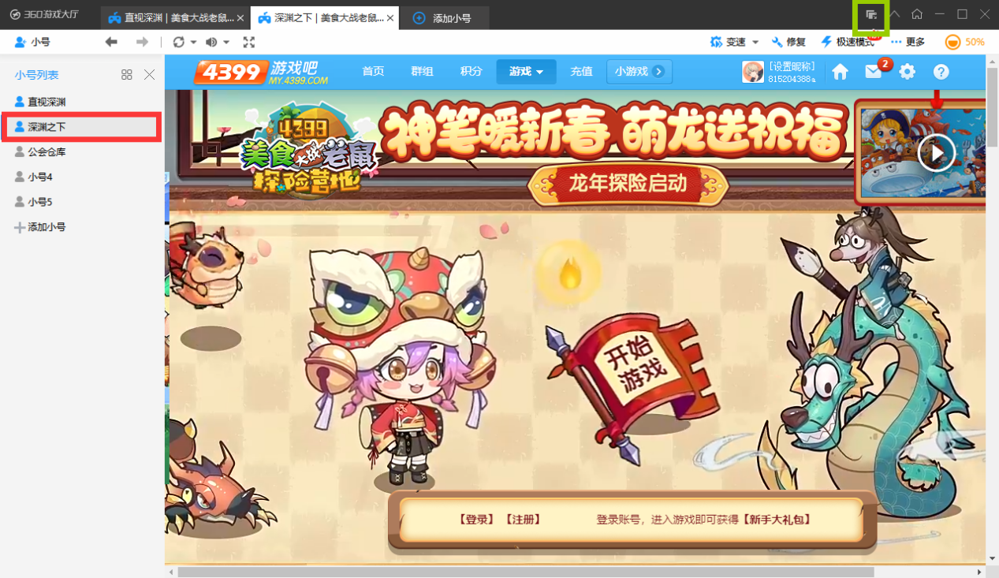 360游戏大厅
直视深渊 | 美食大战老鼠...
深渊之下 | 美食大战老鼠,...
添加小号
小号
变速
修复
极速模式
更多
50%
小号列表
直视深渊
深渊之下
公会仓库
小号4
小号5
添加小号
4399 游戏吧
MY.4399.COM
首页
群组
积分
游戏
充值
小游戏
[设置昵称]
815204388a
2
4399
美食大战老鼠
探险营地
神笔暖新春 萌龙送祝福
龙年探险启动
开始
游戏
【登录】 【注册】 登录账号，进入游戏即可获得【新手大礼包】